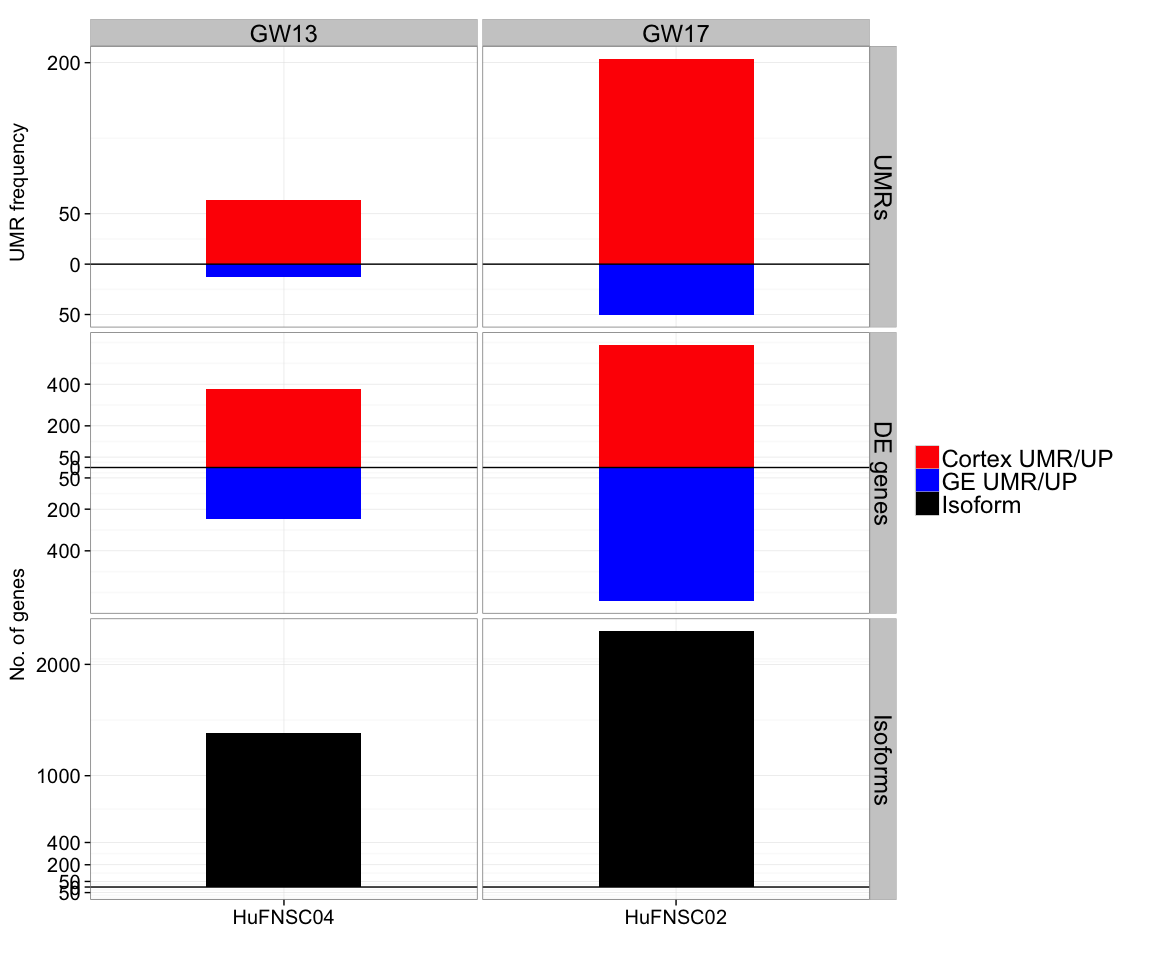 GW13
GW17
UMR frequency
200
50
0
50
UMRs
400
200
50
0
50
200
400
DE genes
No. of genes
2000
1000
400
200
50
0
50
Isoforms
HuFNSC04
HuFNSC02
Cortex UMR/UP
GE UMR/UP
Isoform